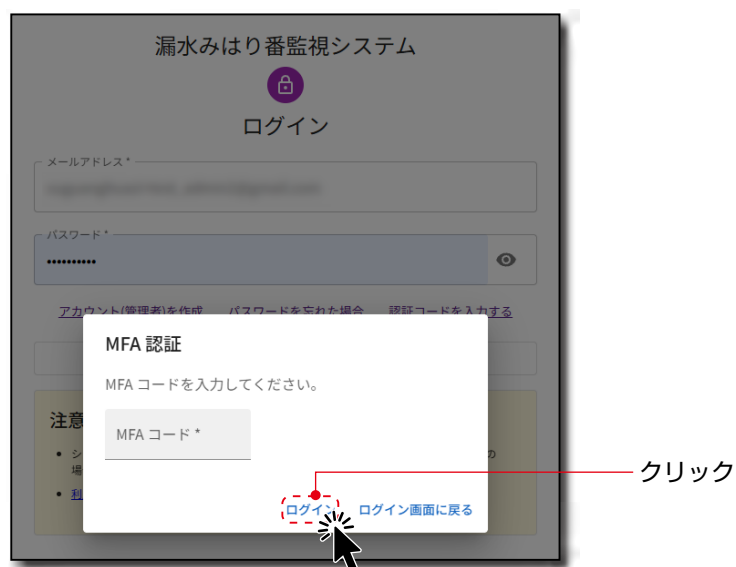 漏水みはり番監視システム
ログイン
メールアドレス *
パスワード *
••••••••••
アカウント(管理者)を作成 パスワードを忘れた場合 認証コードを入力する
MFA 認証
MFA コードを入力してください。
MFA コード *
注意
シ の
場
利
クリック
ログイン ログイン画面に戻る